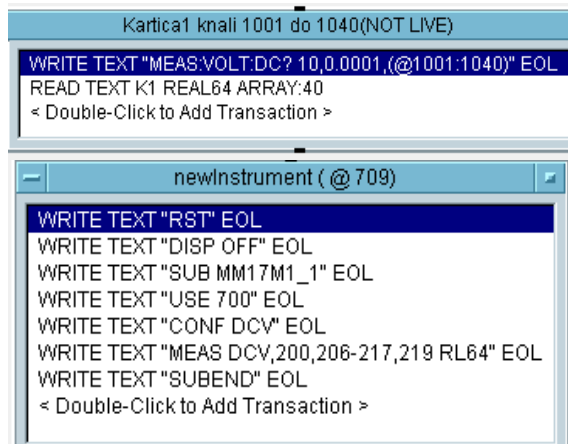 Kartica1 knali 1001 do 1040(NOT LIVE)
WRITE TEXT "MEAS:VOLT:DC? 10,0.0001,(@1001:1040)" EOL
READ TEXT K1 REAL64 ARRAY:40
< Double-Click to Add Transaction >
newInstrument ( @ 709)
WRITE TEXT "RST" EOL
WRITE TEXT "DISP OFF" EOL
WRITE TEXT "SUB MM17M1_1" EOL
WRITE TEXT "USE 700" EOL
WRITE TEXT "CONF DCV" EOL
WRITE TEXT "MEAS DCV,200,206-217,219 RL64" EOL
WRITE TEXT "SUBEND" EOL
< Double-Click to Add Transaction >